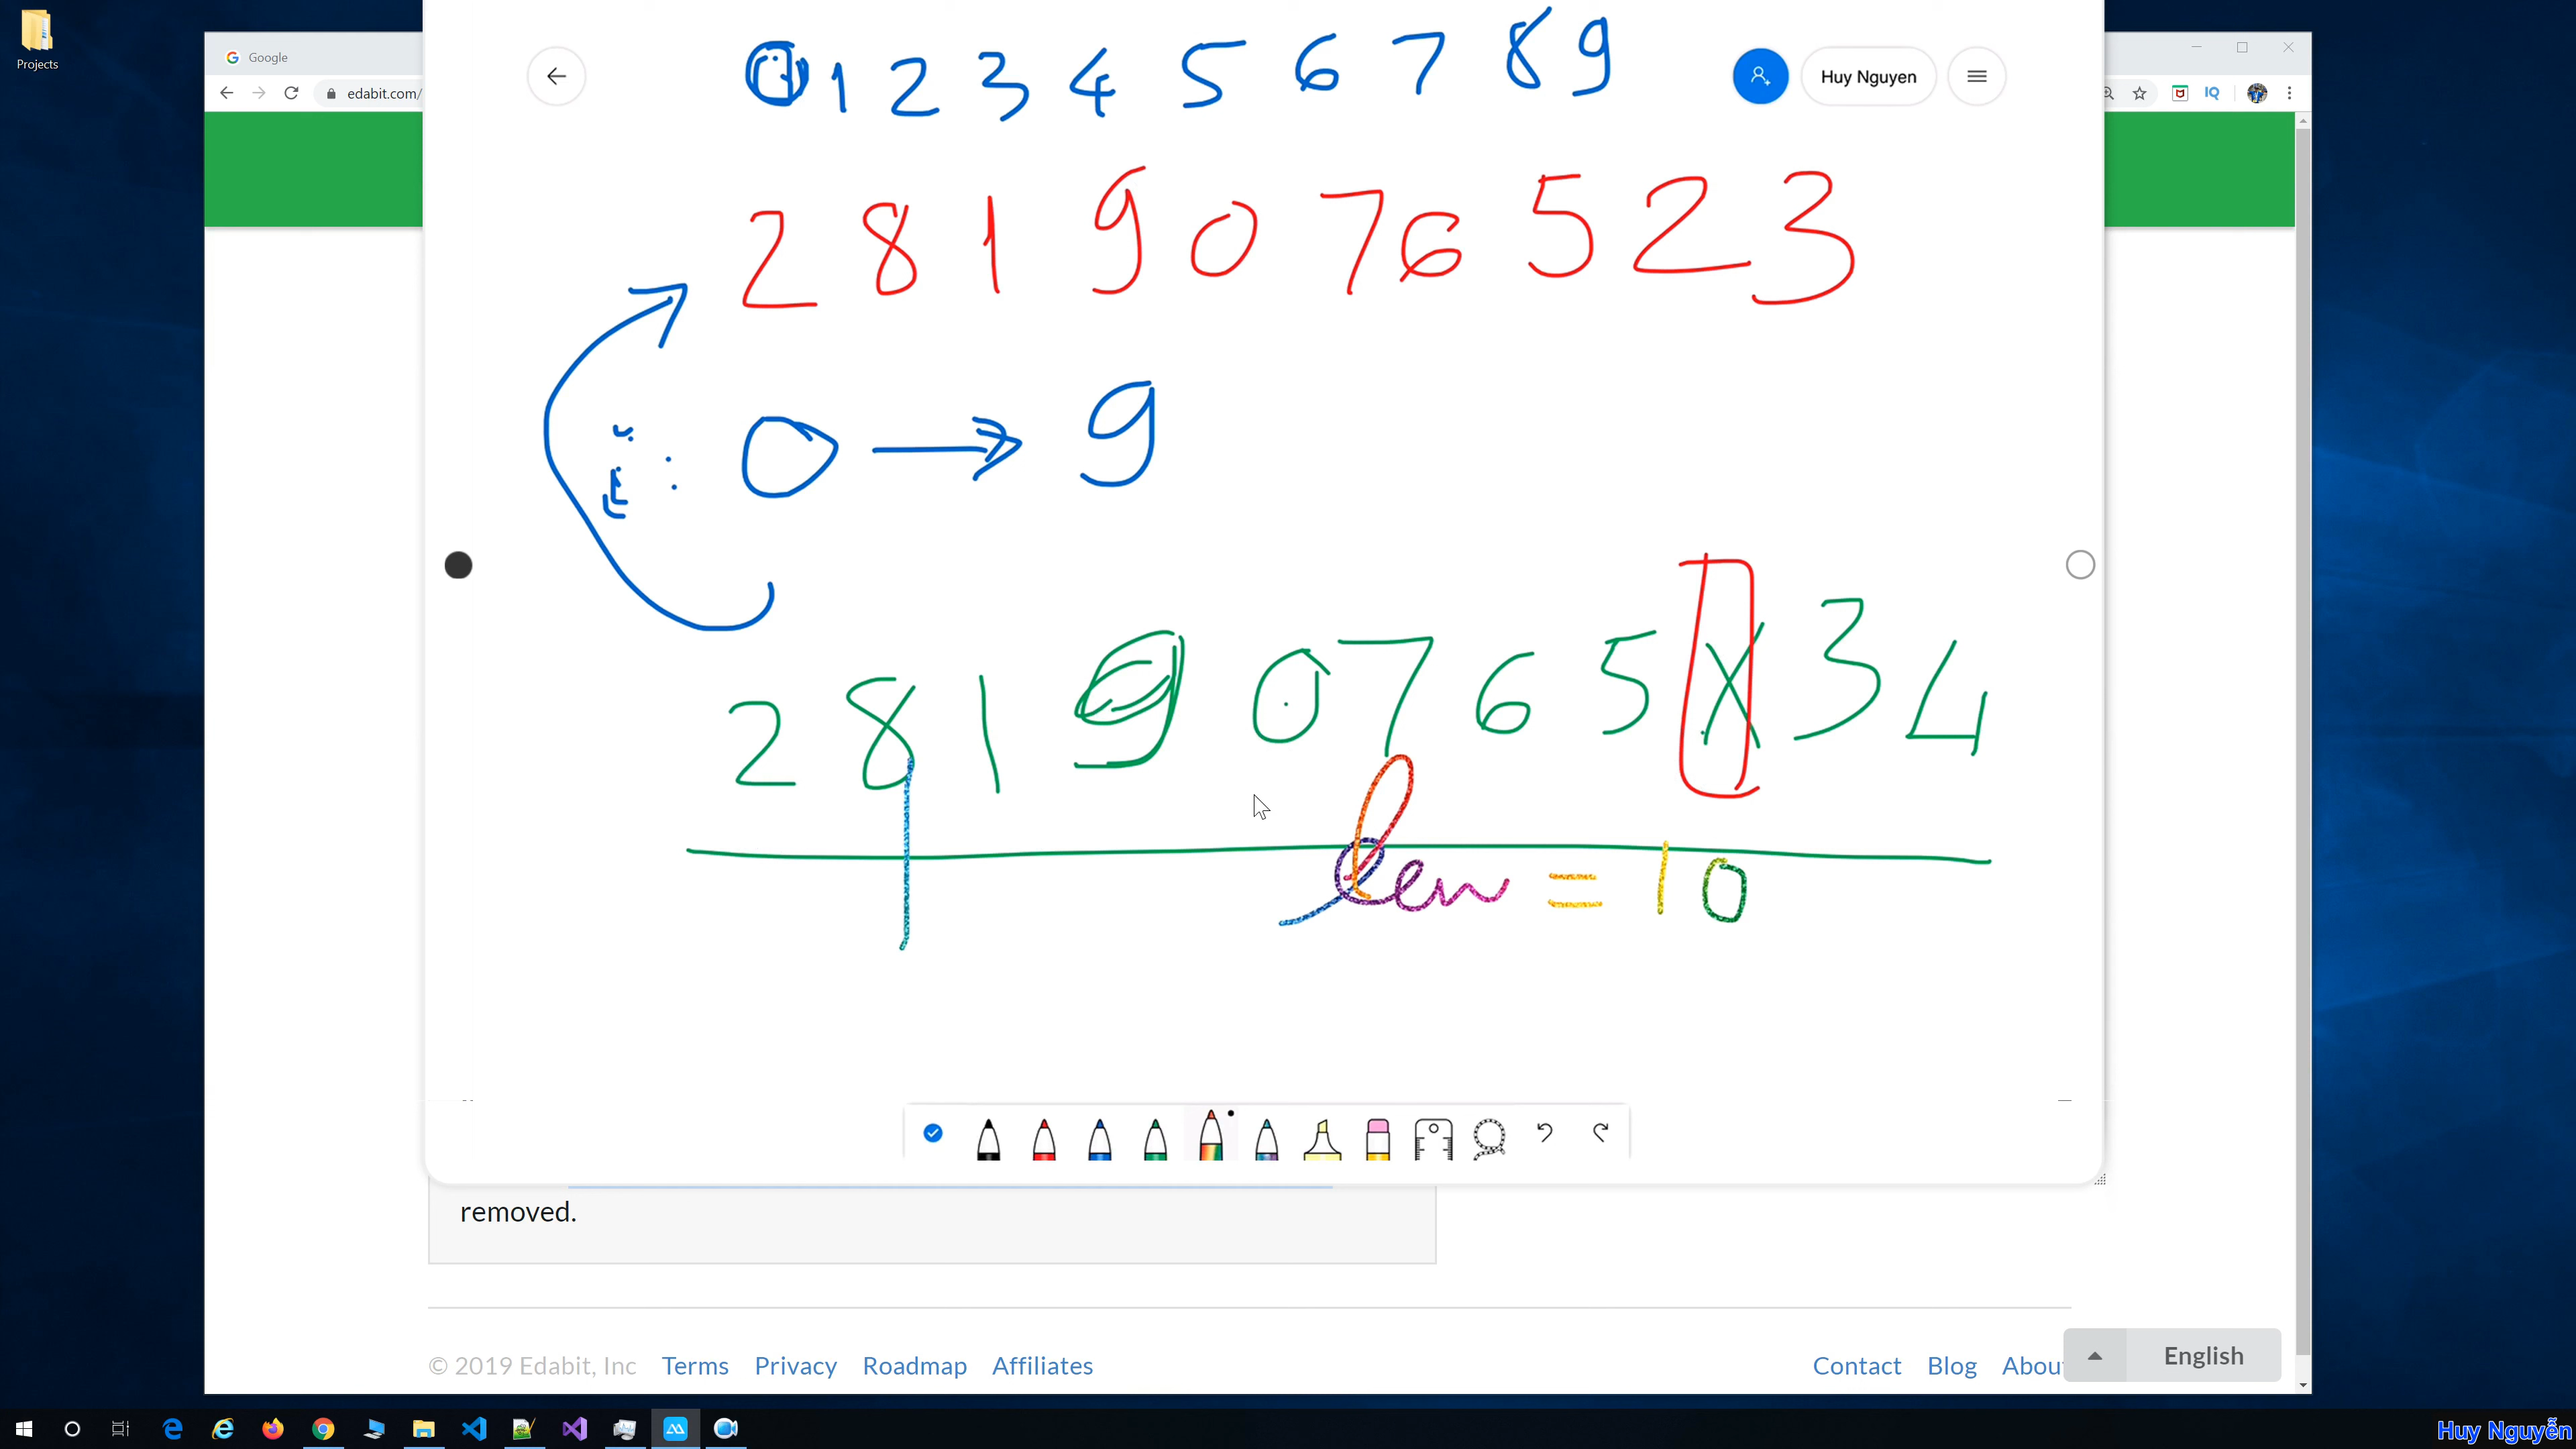 Projects
Google
edabit.com/
Huy Nguyen
IQ
1 2 3 4 5 6 7 8 9
2 8 1 9 0 7 6 5 2 3
0 → 9
2 8 1 9 0 7 6 5 X 3 4
len = 10
removed.
© 2019 Edabit, Inc Terms Privacy Roadmap Affiliates
Contact Blog Abou
English
Huy Nguyễn